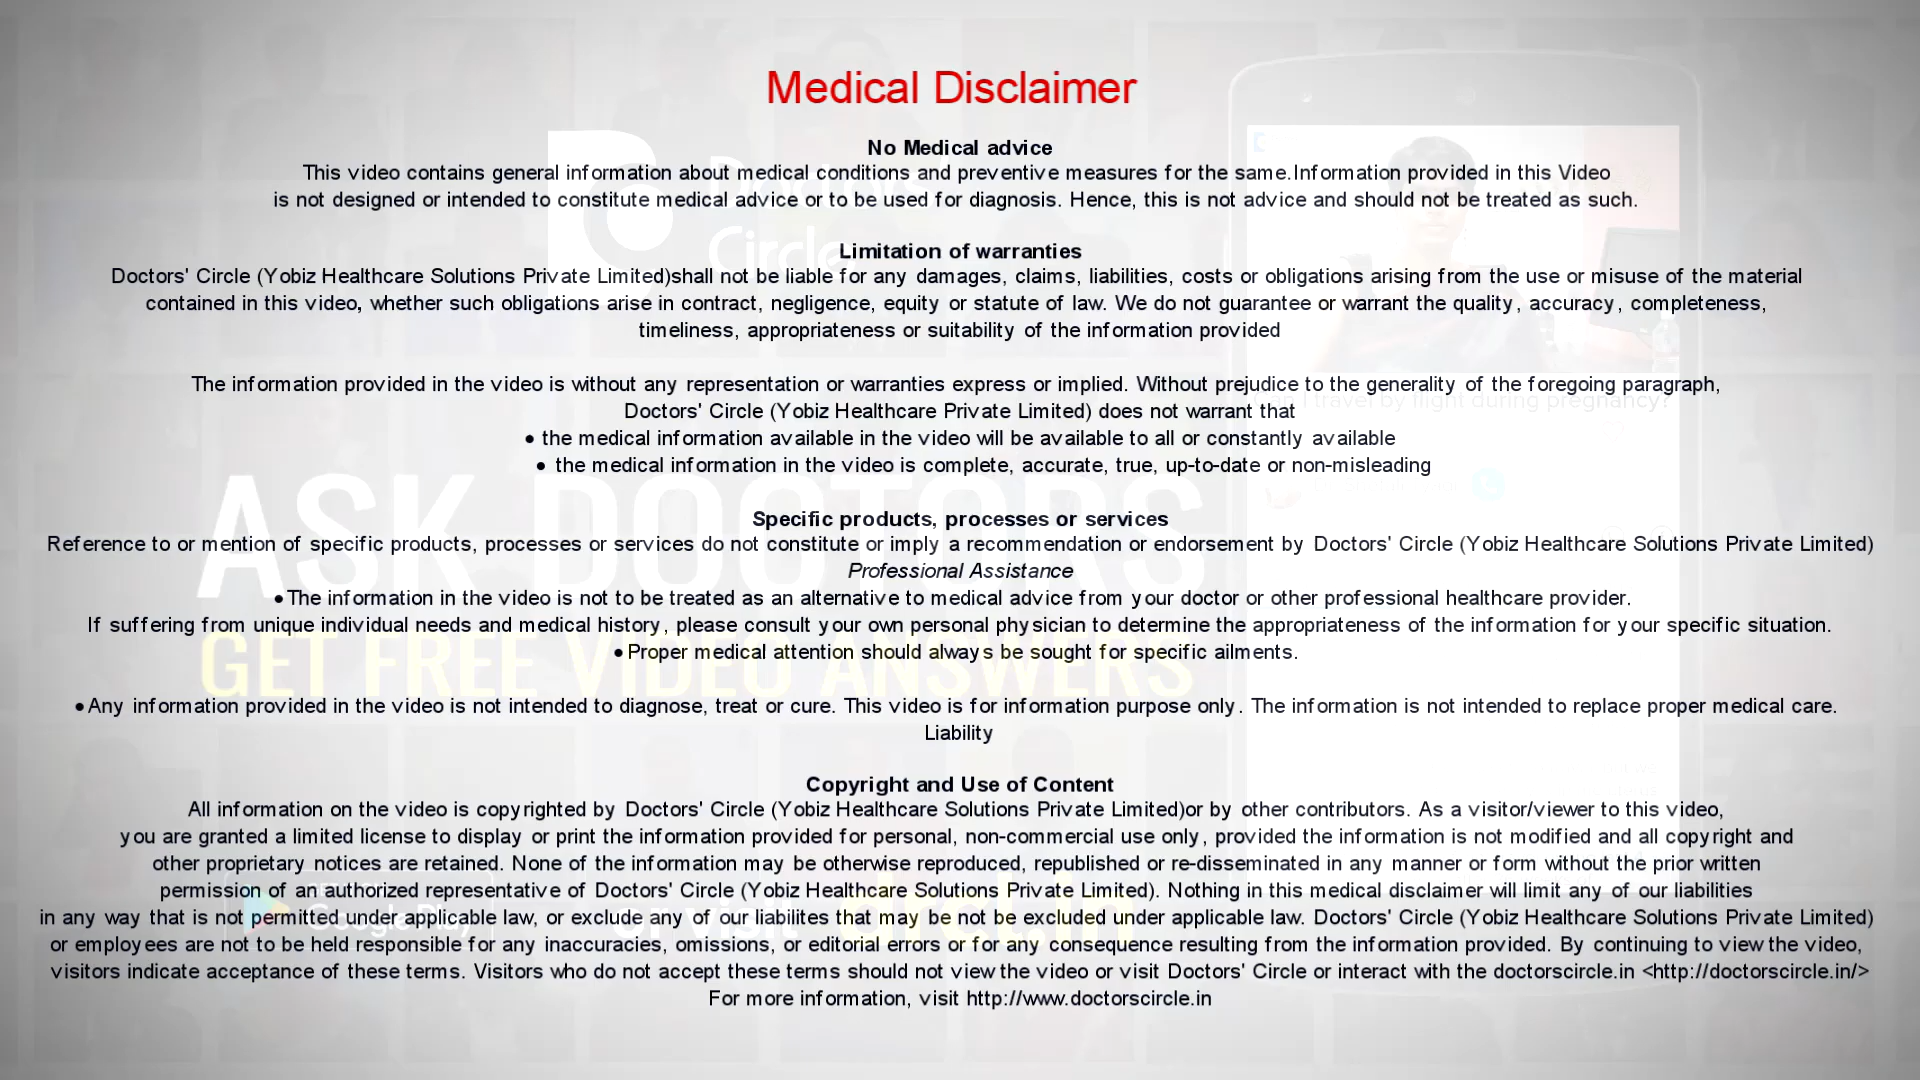 Medical Disclaimer
No Medical advice
This video contains general information about medical conditions and preventive measures for the same.Information provided in this Video
is not designed or intended to constitute medical advice or to be used for diagnosis. Hence, this is not advice and should not be treated as such.
Doctors'
Circle
Limitation of warranties
Doctors' Circle (Yobiz Healthcare Solutions Private Limited)shall not be liable for any damages, claims, liabilities, costs or obligations arising from the use or misuse of the material
contained in this video, whether such obligations arise in contract, negligence, equity or statute of law. We do not guarantee or warrant the quality, accuracy, completeness,
timeliness, appropriateness or suitability of the information provided
The information provided in the video is without any representation or warranties express or implied. Without prejudice to the generality of the foregoing paragraph,
Can I travel by flight during pregnancy?
Doctors' Circle (Yobiz Healthcare Private Limited) does not warrant that
• the medical information available in the video will be available to all or constantly available
• the medical information in the video is complete, accurate, true, up-to-date or non-misleading
ASK DOCTORS
Specific products, processes or services
Reference to or mention of specific products, processes or services do not constitute or imply a recommendation or endorsement by Doctors' Circle (Yobiz Healthcare Solutions Private Limited)
Professional Assistance
•The information in the video is not to be treated as an alternative to medical advice from your doctor or other professional healthcare provider.
If suffering from unique individual needs and medical history, please consult your own personal physician to determine the appropriateness of the information for your specific situation.
GET FREE VIDEO ANSWERS
•Proper medical attention should always be sought for specific ailments.
•Any information provided in the video is not intended to diagnose, treat or cure. This video is for information purpose only. The information is not intended to replace proper medical care.
Liability
Copyright and Use of Content
All information on the video is copyrighted by Doctors' Circle (Yobiz Healthcare Solutions Private Limited)or by other contributors. As a visitor/viewer to this video,
you are granted a limited license to display or print the information provided for personal, non-commercial use only, provided the information is not modified and all copyright and
other proprietary notices are retained. None of the information may be otherwise reproduced, republished or re-disseminated in any manner or form without the prior written
permission of an authorized representative of Doctors' Circle (Yobiz Healthcare Solutions Private Limited). Nothing in this medical disclaimer will limit any of our liabilities
in any way that is not permitted under applicable law, or exclude any of our liabilites that may be not be excluded under applicable law. Doctors' Circle (Yobiz Healthcare Solutions Private Limited)
Google Play
or visit drct.in
or employees are not to be held responsible for any inaccuracies, omissions, or editorial errors or for any consequence resulting from the information provided. By continuing to view the video,
visitors indicate acceptance of these terms. Visitors who do not accept these terms should not view the video or visit Doctors' Circle or interact with the doctorscircle.in <http://doctorscircle.in/>
For more information, visit http://www.doctorscircle.in